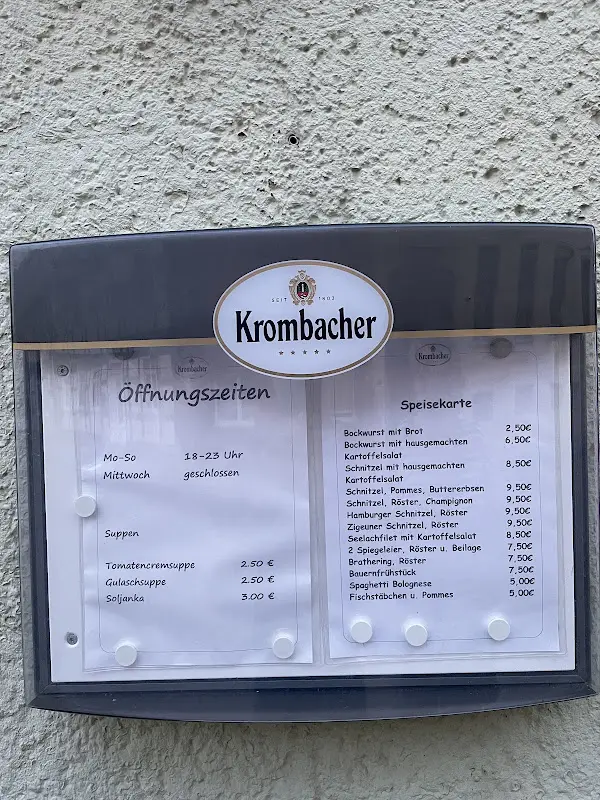 SEIT 1803
Krombacher
Krombacher
Öffnungszeiten
Mo-So 18-23 Uhr
Mittwoch geschlossen
Suppen
Tomatencremsuppe 2.50 €
Gulaschsuppe 2.50 €
Soljanka 3.00 €
Krombacher
Speisekarte
Bockwurst mit Brot 2,50€
Bockwurst mit hausgemachten 6,50€
Kartoffelsalat
Schnitzel mit hausgemachten 8,50€
Kartoffelsalat
Schnitzel, Pommes, Buttererbsen 9,50€
Schnitzel, Röster, Champignon 9,50€
Hamburger Schnitzel, Röster 9,50€
Zigeuner Schnitzel, Röster 9,50€
Seelachfilet mit Kartoffelsalat 8,50€
2 Spiegeleier, Röster u. Beilage 7,50€
Brathering, Röster 7,50€
Bauernfrühstück 7,50€
Spaghetti Bolognese 5,00€
Fischstäbchen u. Pommes 5,00€